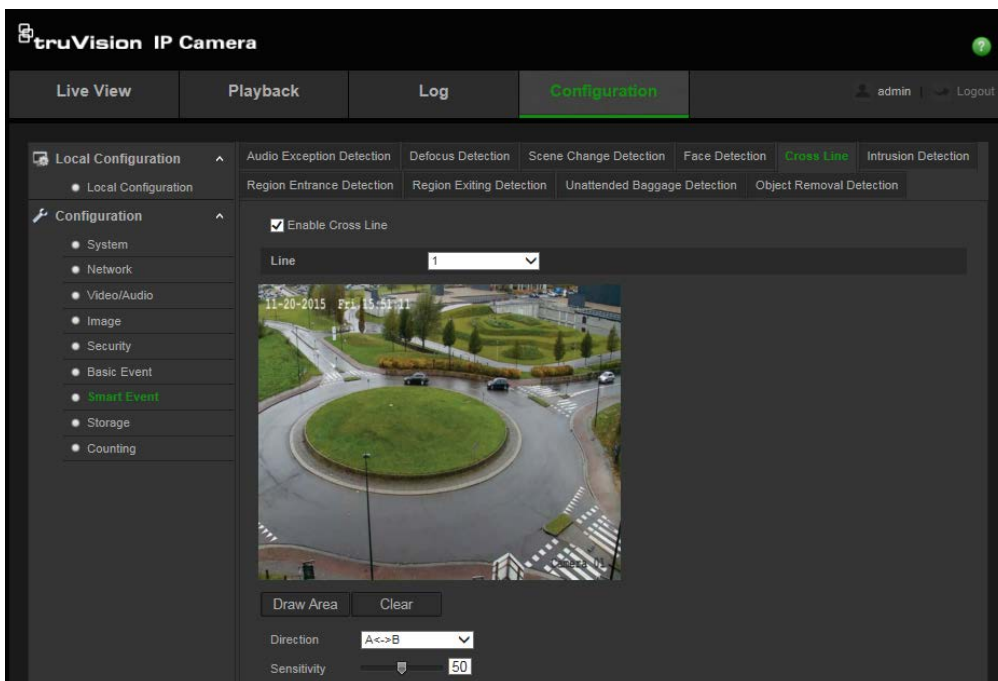 truVision IP Camera
?
Live View Playback Log Configuration admin | Logout
Local Configuration
Local Configuration
Configuration
System
Network
Video/Audio
Image
Security
Basic Event
Smart Event
Storage
Counting
Audio Exception Detection Defocus Detection Scene Change Detection Face Detection Cross Line Intrusion Detection
Region Entrance Detection Region Exiting Detection Unattended Baggage Detection Object Removal Detection
Enable Cross Line
Line 1
11-20-2015 Fri 15:51:11
Camera 01
Draw Area Clear
Direction A<->B
Sensitivity 50